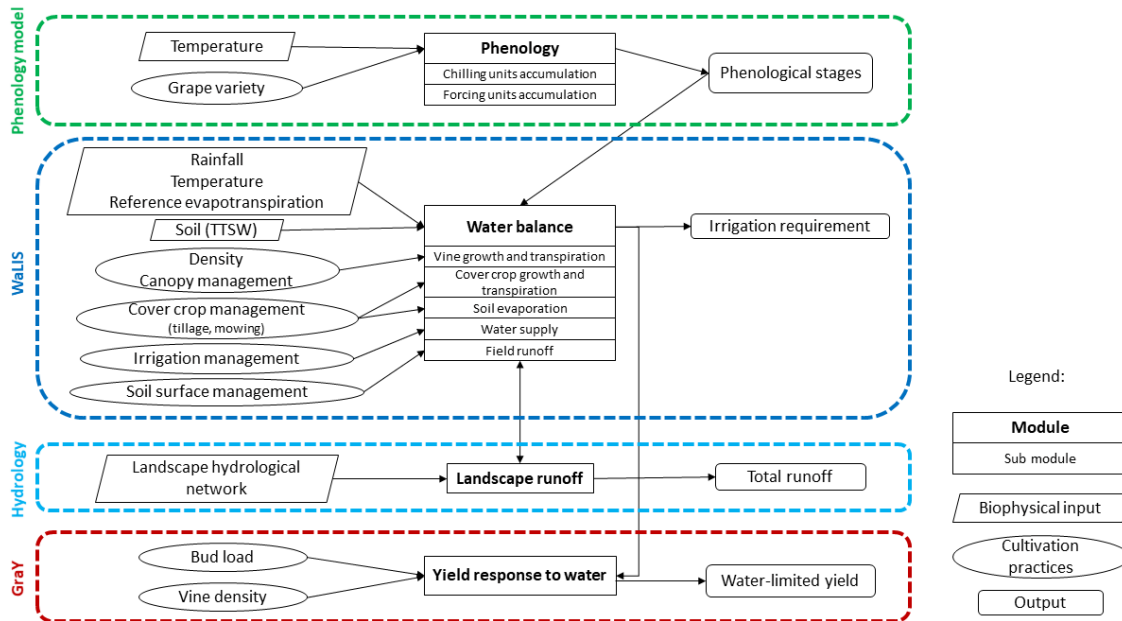 Phenology model
Temperature
Grape variety
Phenology
Chilling units accumulation
Forcing units accumulation
Phenological stages
WaLIS
Rainfall
Temperature
Reference evapotranspiration
Soil (TTSW)
Density
Canopy management
Cover crop management
(tillage, mowing)
Irrigation management
Soil surface management
Water balance
Vine growth and transpiration
Cover crop growth and
transpiration
Soil evaporation
Water supply
Field runoff
Irrigation requirement
Hydrology
Landscape hydrological
network
Landscape runoff
Total runoff
GraY
Bud load
Vine density
Yield response to water
Water-limited yield
Legend:
Module
Sub module
Biophysical input
Cultivation
practices
Output